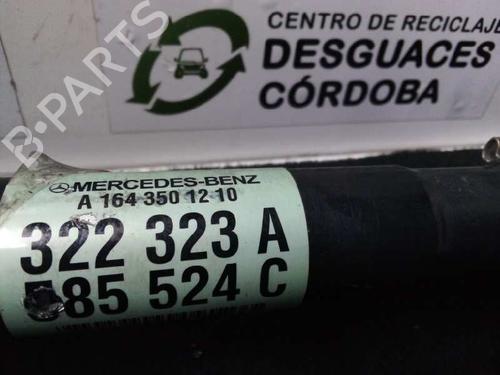 CENTRO DE RECICLAJE
DESGUACES
CÓRDOBA
B-PARTS
MERCEDES-BENZ
A 164 350 12 10
322 323 A
85 524 C